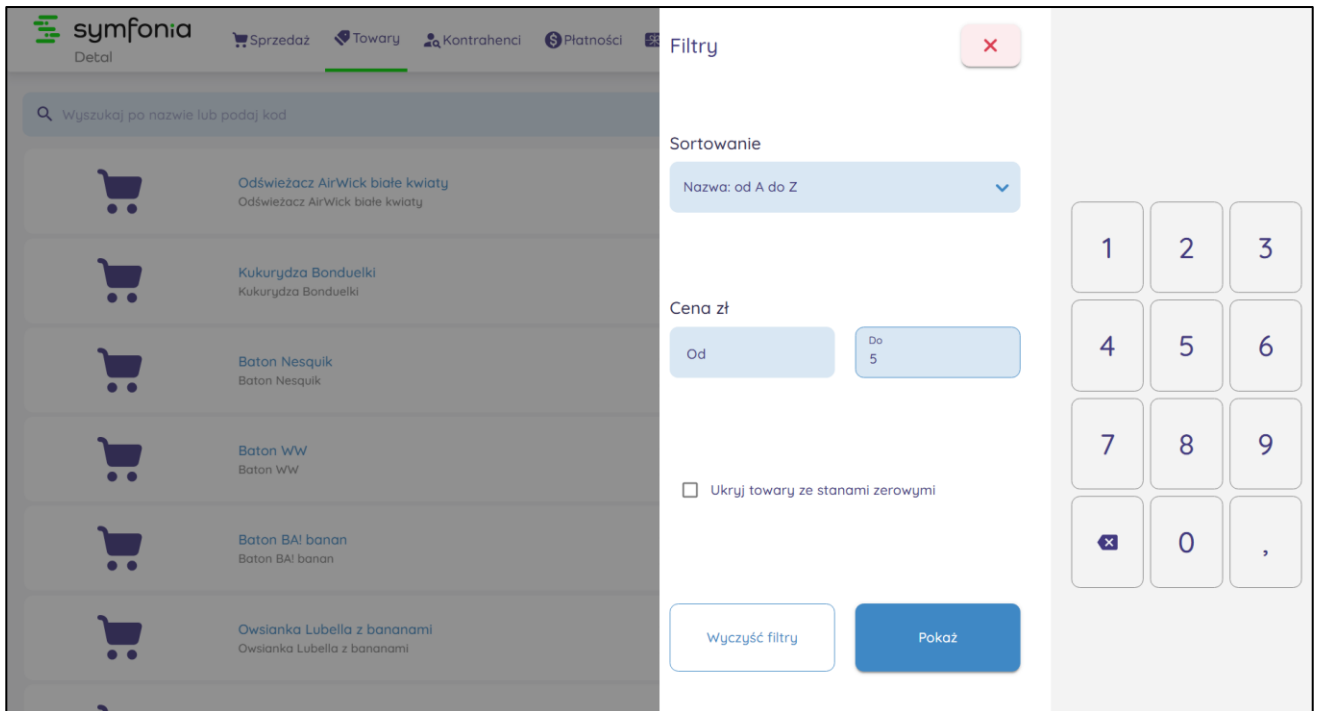 symfonia
Detal
Sprzedaż Towary Kontrahenci Płatności
Wyszukaj po nazwie lub podaj kod
Odświeżacz AirWick białe kwiaty
Odświeżacz AirWick białe kwiaty
Kukurydza Bonduelki
Kukurydza Bonduelki
Baton Nesquik
Baton Nesquik
Baton WW
Baton WW
Baton BA! banan
Baton BA! banan
Owsianka Lubella z bananami
Owsianka Lubella z bananami
Filtry
Sortowanie
Nazwa: od A do Z
Cena zł
Od
Do
5
Ukryj towary ze stanami zerowymi
Wyczyść filtry
Pokaż
1 2 3
4 5 6
7 8 9
0 ,